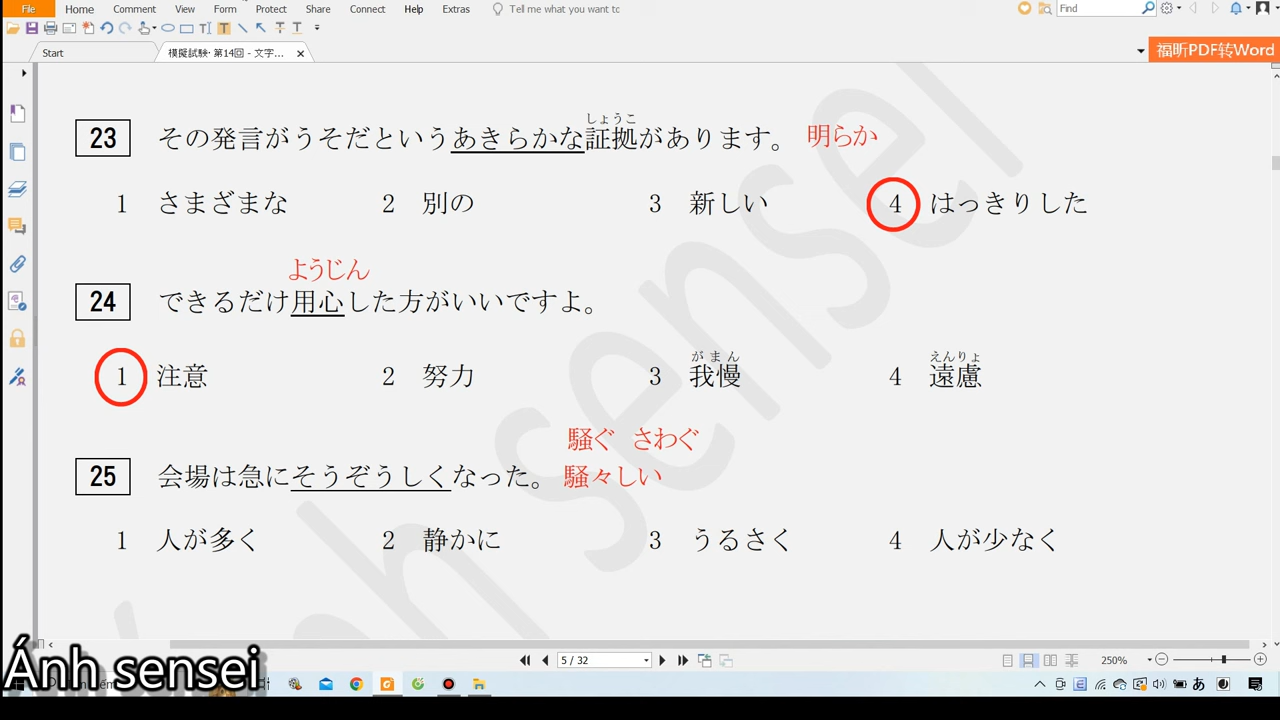 File Home Comment View Form Protect Share Connect Help Extras Tell me what you want to Find
Start 模擬試験· 第14回 - 文字... 福昕PDF转Word
しょうこ
23 その発言がうそだというあきらかな証拠があります。 明らか
1 さまざまな 2 別の 3 新しい 4 はっきりした
ようじん
24 できるだけ用心した方がいいですよ。
がまん えんりょ
1 注意 2 努力 3 我慢 4 遠慮
騒ぐ さわぐ
25 会場は急にそうぞうしくなった。 騒々しい
1 人が多く 2 静かに 3 うるさく 4 人が少なく
5 / 32 250%
Ánh sensei